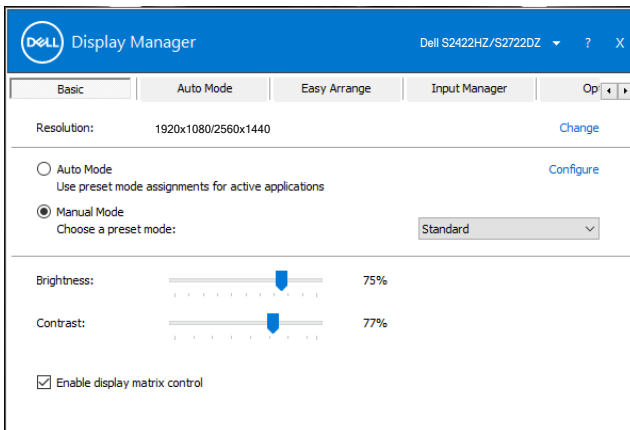 DELL Display Manager Dell S2422HZ/S2722DZ ? X
Basic Auto Mode Easy Arrange Input Manager Op
Resolution: 1920x1080/2560x1440 Change
Auto Mode Configure
Use preset mode assignments for active applications
Manual Mode
Choose a preset mode: Standard
Brightness: 75%
Contrast: 77%
Enable display matrix control